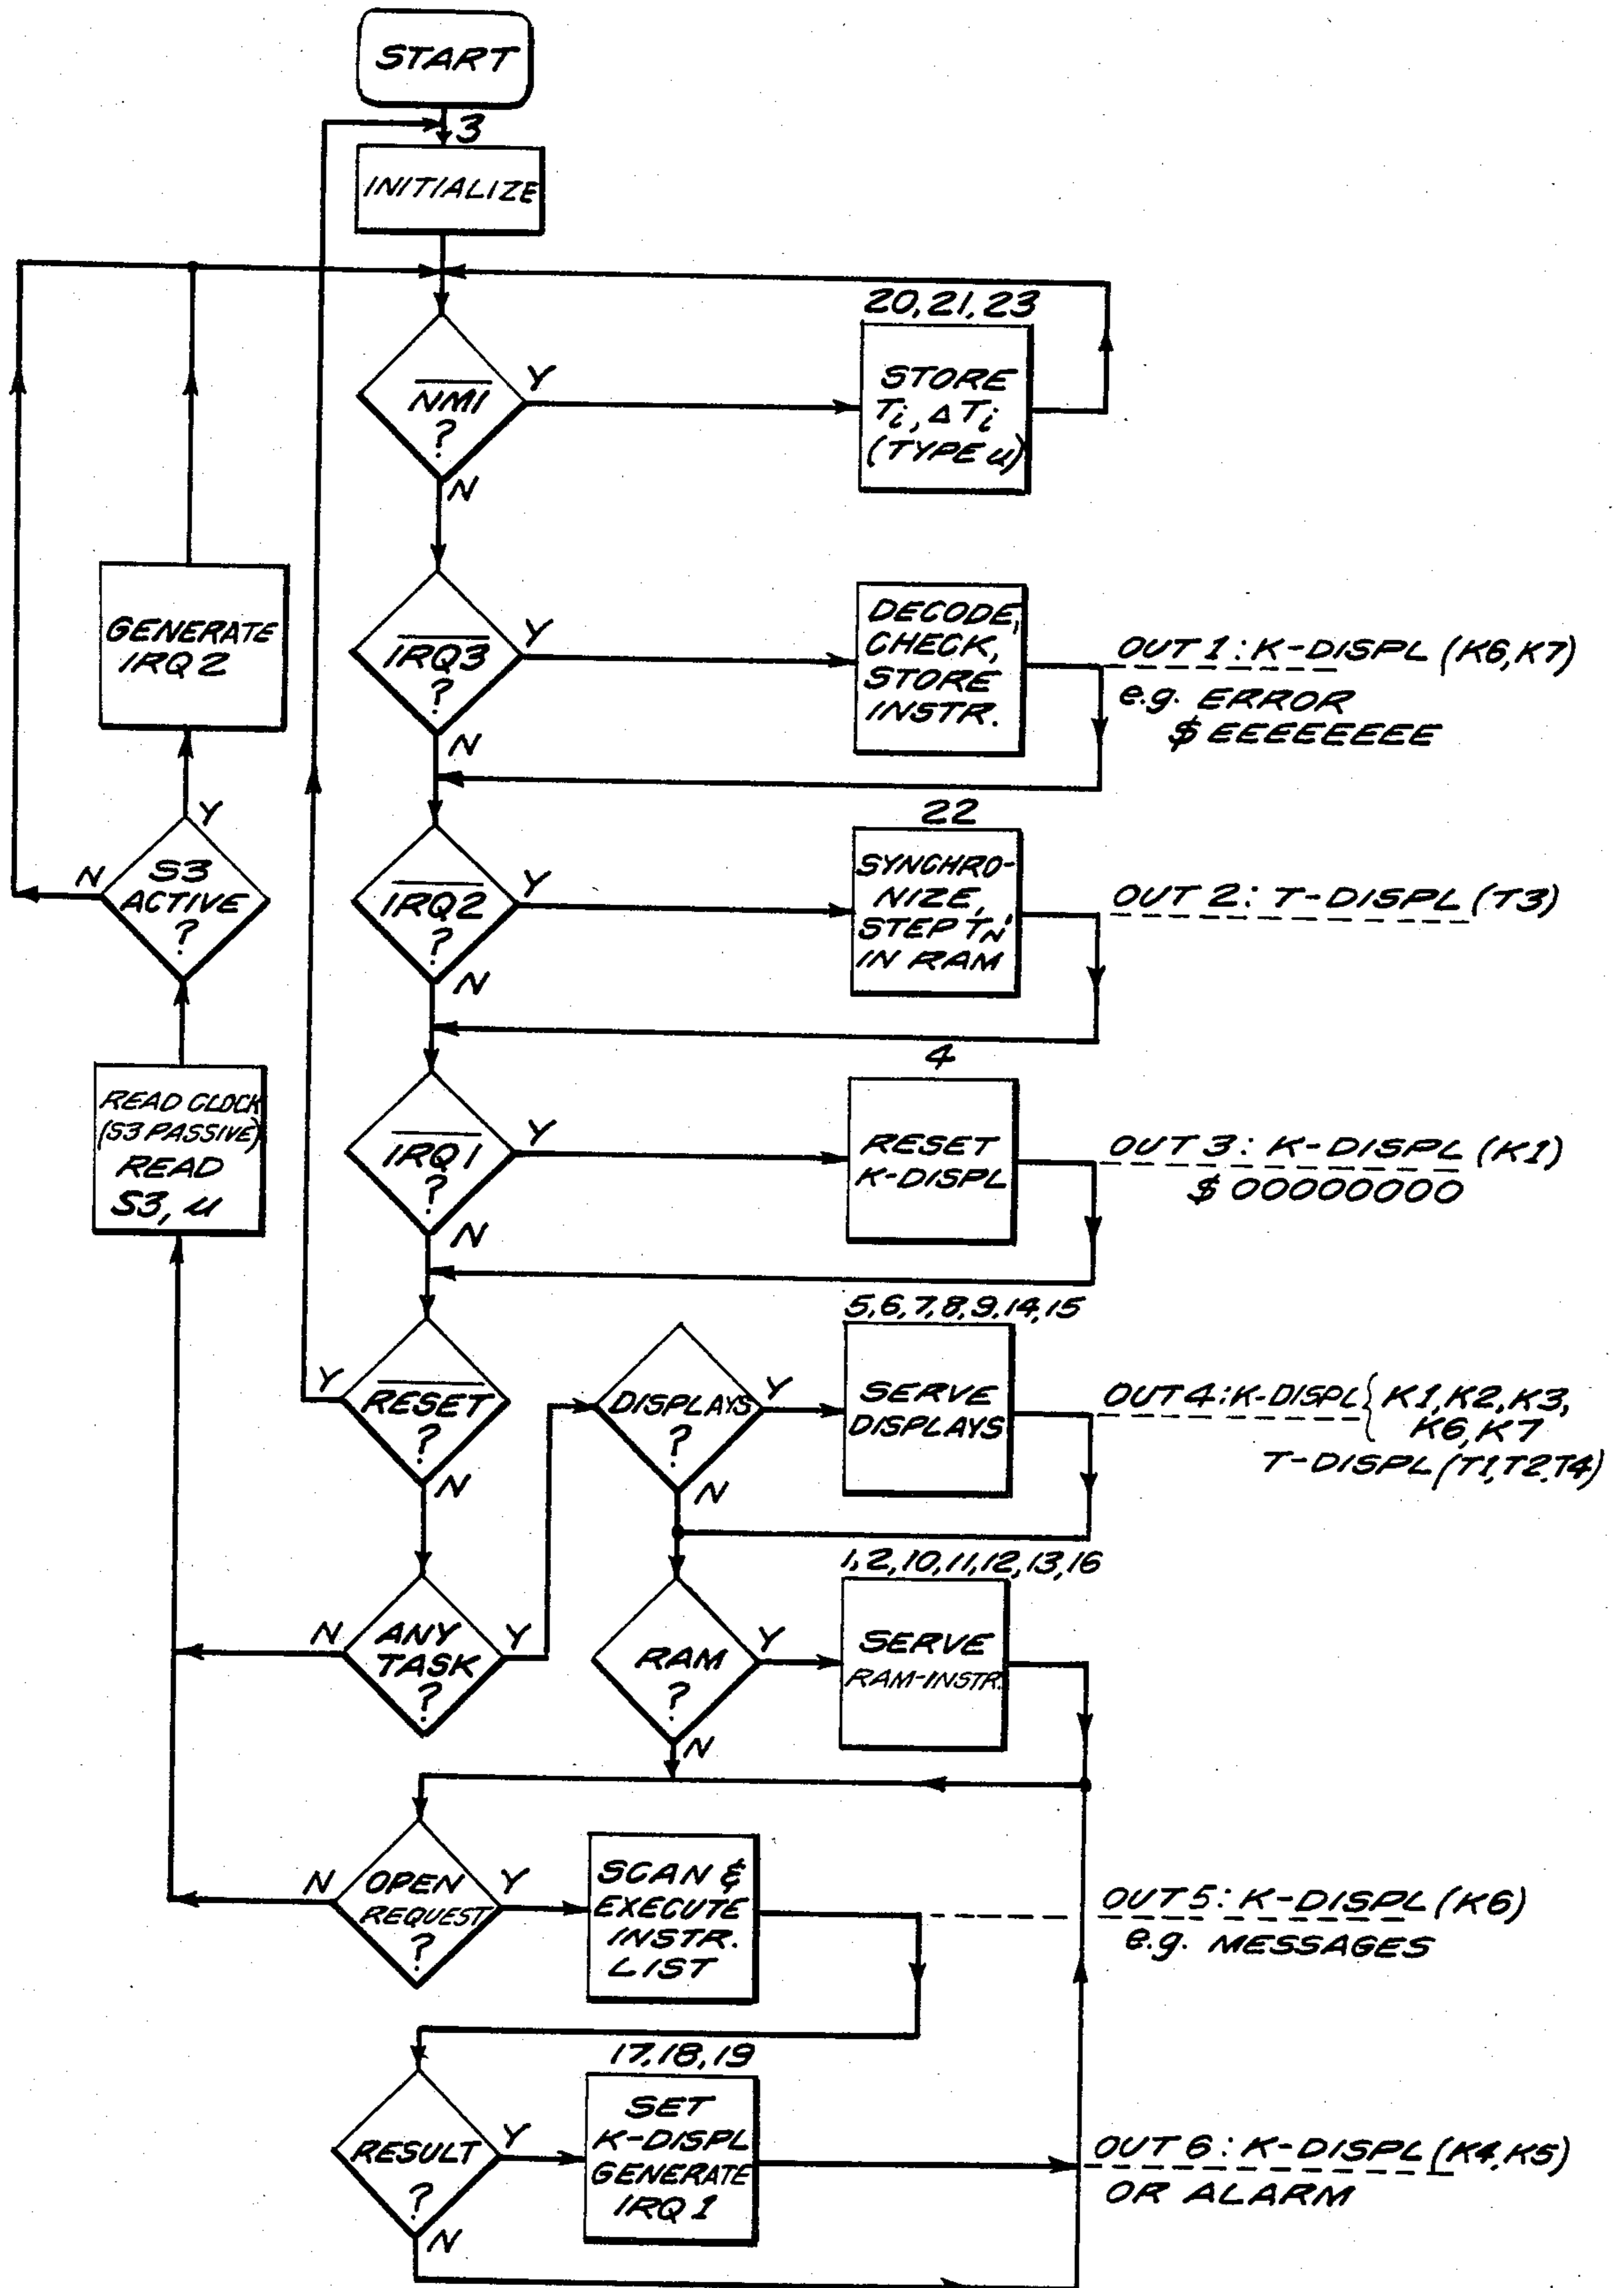 START
3
INITIALIZE
20, 21, 23
NMI
?
Y
N
STORE
Ti, Δ Ti
(TYPE u)
GENERATE
IRQ 2
IRQ3
?
Y
N
DECODE,
CHECK,
STORE
INSTR.
OUT 1: K-DISPL (K6, K7)
e.g. ERROR
$ EEEEEEEE
Y
S3
ACTIVE
?
N
22
IRQ2
?
Y
N
SYNCHRO-
NIZE,
STEP TN'
IN RAM
OUT 2: T-DISPL (T3)
READ CLOCK
(S3 PASSIVE)
READ
S3, u
4
IRQ1
?
Y
N
RESET
K-DISPL
OUT 3: K-DISPL (K1)
$ 00000000
5, 6, 7, 8, 9, 14, 15
Y
RESET
?
N
DISPLAYS
?
Y
N
SERVE
DISPLAYS
OUT 4: K-DISPL { K1, K2, K3,
K6, K7
T-DISPL (T1, T2, T4)
1, 2, 10, 11, 12, 13, 16
N
ANY
TASK
?
Y
RAM
?
Y
N
SERVE
RAM-INSTR.
N
OPEN
REQUEST
?
Y
SCAN &
EXECUTE
INSTR.
LIST
OUT 5: K-DISPL (K6)
e.g. MESSAGES
17, 18, 19
RESULT
?
Y
N
SET
K-DISPL
GENERATE
IRQ 1
OUT 6: K-DISPL (K4, K5)
OR ALARM